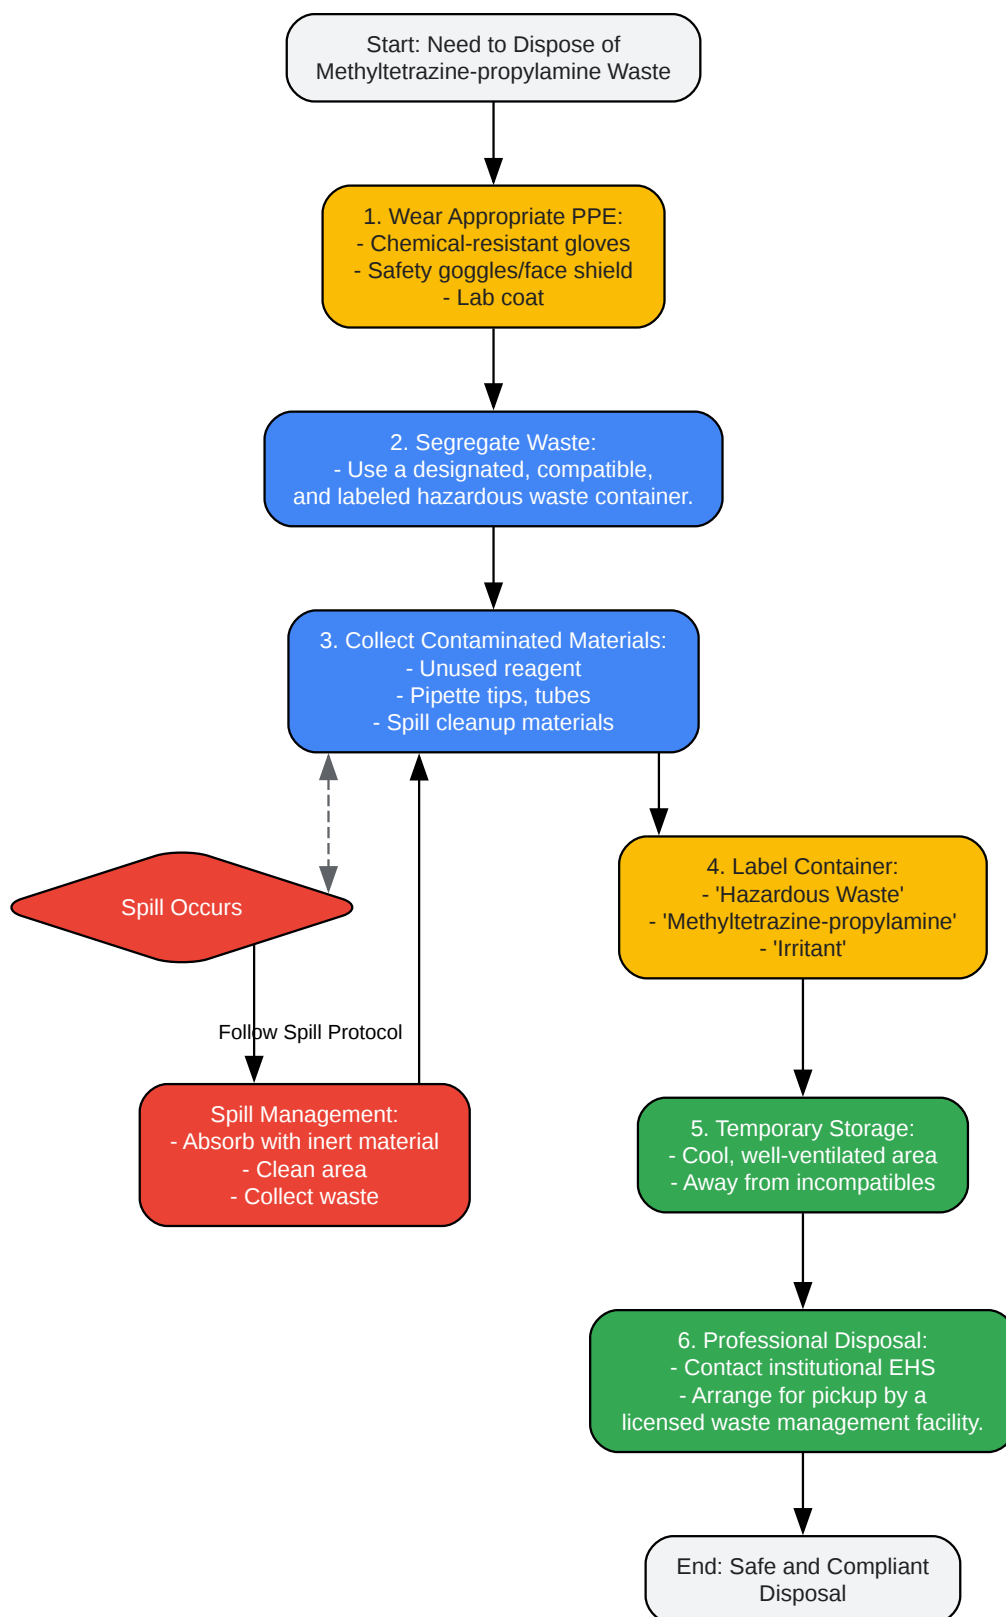 Start: Need to Dispose of
Methyltetrazine-propylamine Waste
1. Wear Appropriate PPE:
- Chemical-resistant gloves
- Safety goggles/face shield
- Lab coat
2. Segregate Waste:
- Use a designated, compatible,
and labeled hazardous waste container.
3. Collect Contaminated Materials:
- Unused reagent
- Pipette tips, tubes
- Spill cleanup materials
Spill Occurs
4. Label Container:
- 'Hazardous Waste'
- 'Methyltetrazine-propylamine'
- 'Irritant'
Follow Spill Protocol
Spill Management:
- Absorb with inert material
- Clean area
- Collect waste
5. Temporary Storage:
- Cool, well-ventilated area
- Away from incompatibles
6. Professional Disposal:
- Contact institutional EHS
- Arrange for pickup by a
licensed waste management facility.
End: Safe and Compliant
Disposal